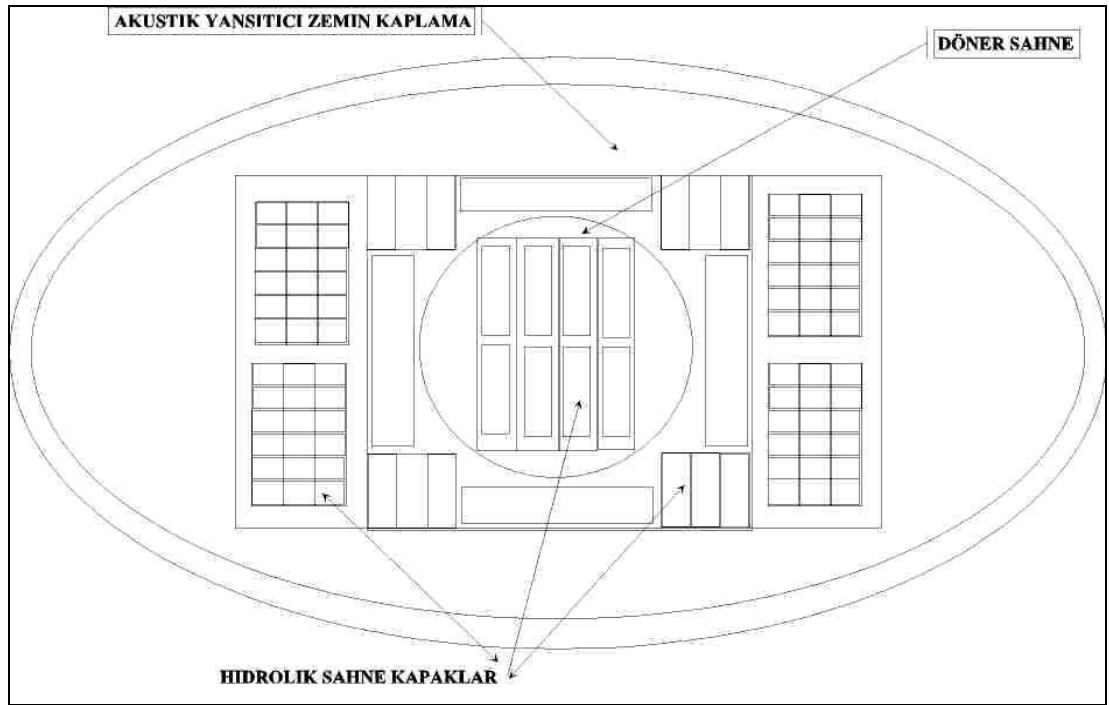 AKUSTIK YANSITICI ZEMIN KAPLAMA
DÖNER SAHNE
HIDROLIK SAHNE KAPAKLAR